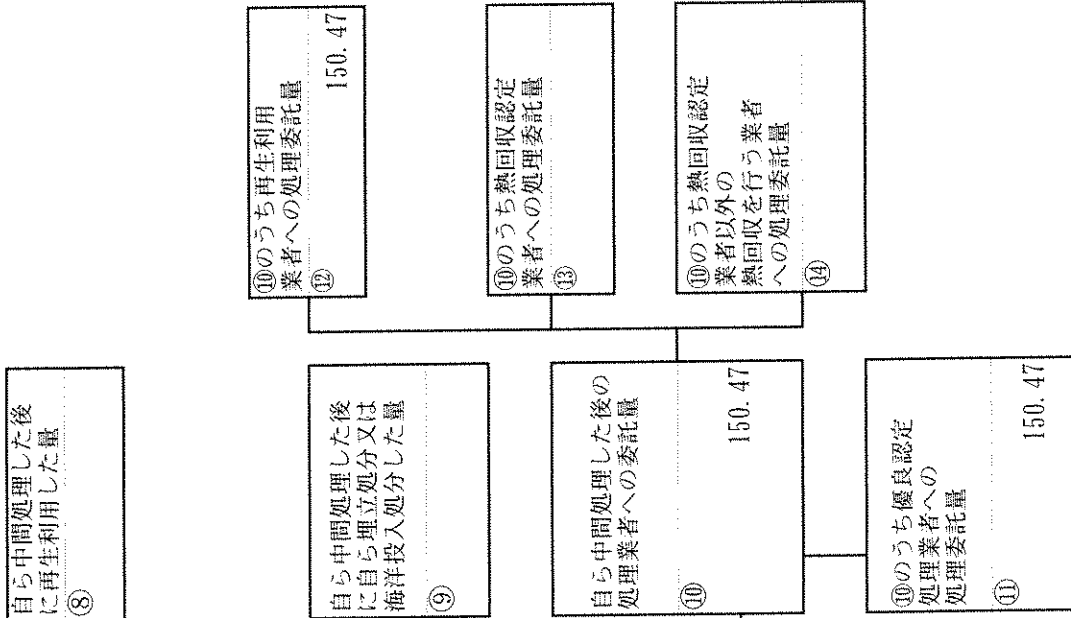 自ら中間処理した後
に再生利用した量
⑧
自ら中間処理した後
に自ら埋立処分又は
海洋投入処分した量
⑨
自ら中間処理した後の
処理業者への委託量
⑩
150.47
⑩のうち優良認定
処理業者への
処理委託量
⑪
150.47
⑩のうち再生利用
業者への処理委託量
⑫
150.47
⑩のうち熱回収認定
業者への処理委託量
⑬
⑩のうち熱回収認定
業者以外の
熱回収を行う業者
への処理委託量
⑭